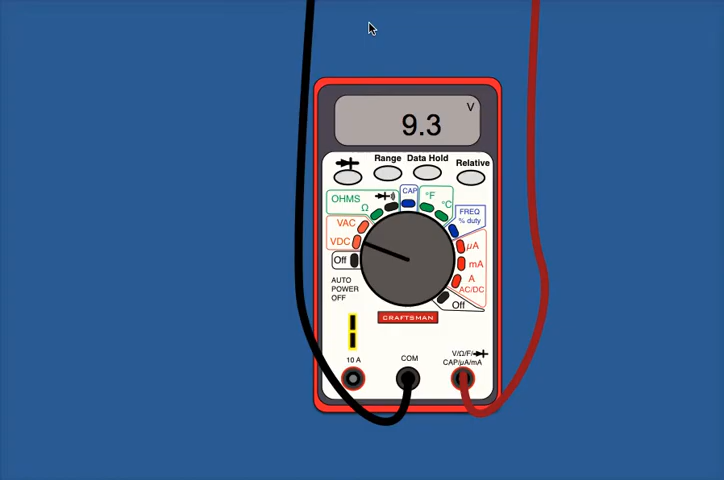 V
9.3
Range Data Hold Relative
OHMS
Ω
CAP
°F
°C
FREQ
% duty
VAC
VDC
Off
µA
mA
A
AC/DC
Off
AUTO
POWER
OFF
CRAFTSMAN
10 A
COM
V/Ω/F/
CAP/µA/mA